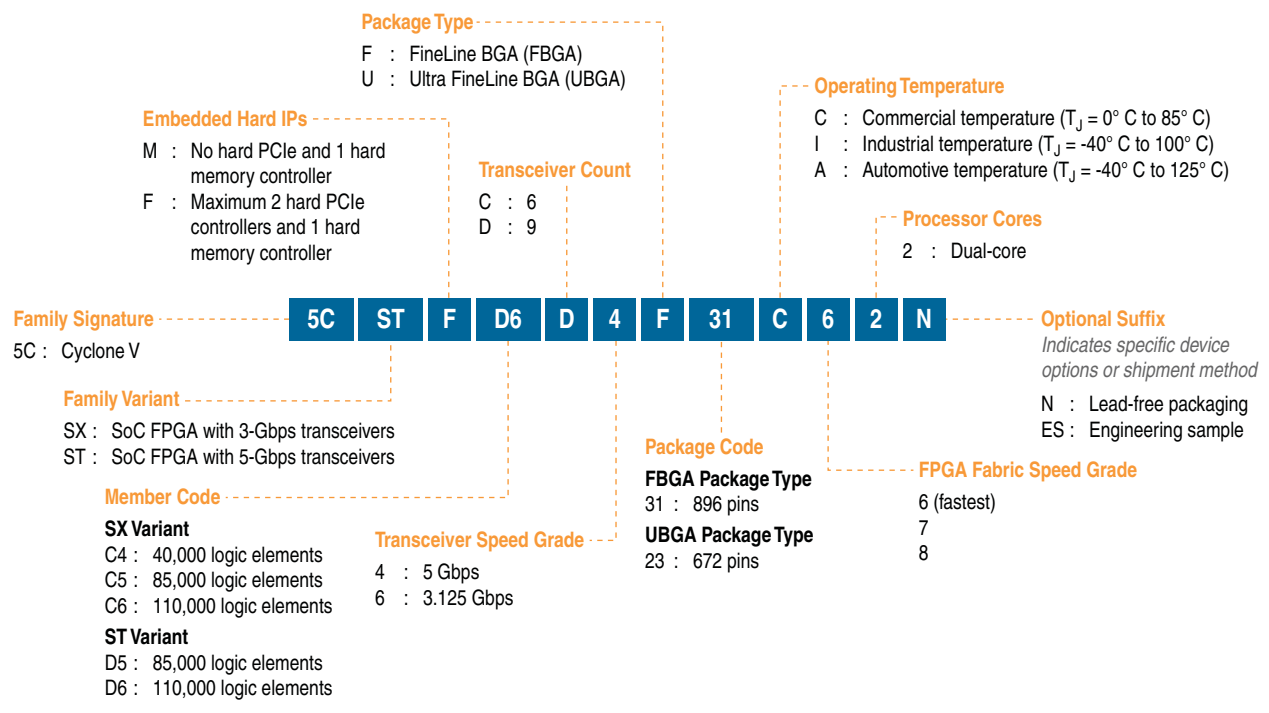 Package Type
F : FineLine BGA (FBGA)
U : Ultra FineLine BGA (UBGA)
Operating Temperature
C : Commercial temperature (TJ = 0° C to 85° C)
I : Industrial temperature (TJ = -40° C to 100° C)
A : Automotive temperature (TJ = -40° C to 125° C)
Embedded Hard IPs
M : No hard PCIe and 1 hard
memory controller
F : Maximum 2 hard PCIe
controllers and 1 hard
memory controller
Transceiver Count
C : 6
D : 9
Processor Cores
2 : Dual-core
5C ST F D6 D 4 F 31 C 6 2 N
Family Signature
5C : Cyclone V
Optional Suffix
Indicates specific device
options or shipment method
N : Lead-free packaging
ES : Engineering sample
Family Variant
SX : SoC FPGA with 3-Gbps transceivers
ST : SoC FPGA with 5-Gbps transceivers
Member Code
SX Variant
C4 : 40,000 logic elements
C5 : 85,000 logic elements
C6 : 110,000 logic elements
ST Variant
D5 : 85,000 logic elements
D6 : 110,000 logic elements
Transceiver Speed Grade
4 : 5 Gbps
6 : 3.125 Gbps
Package Code
FBGA Package Type
31 : 896 pins
UBGA Package Type
23 : 672 pins
FPGA Fabric Speed Grade
6 (fastest)
7
8